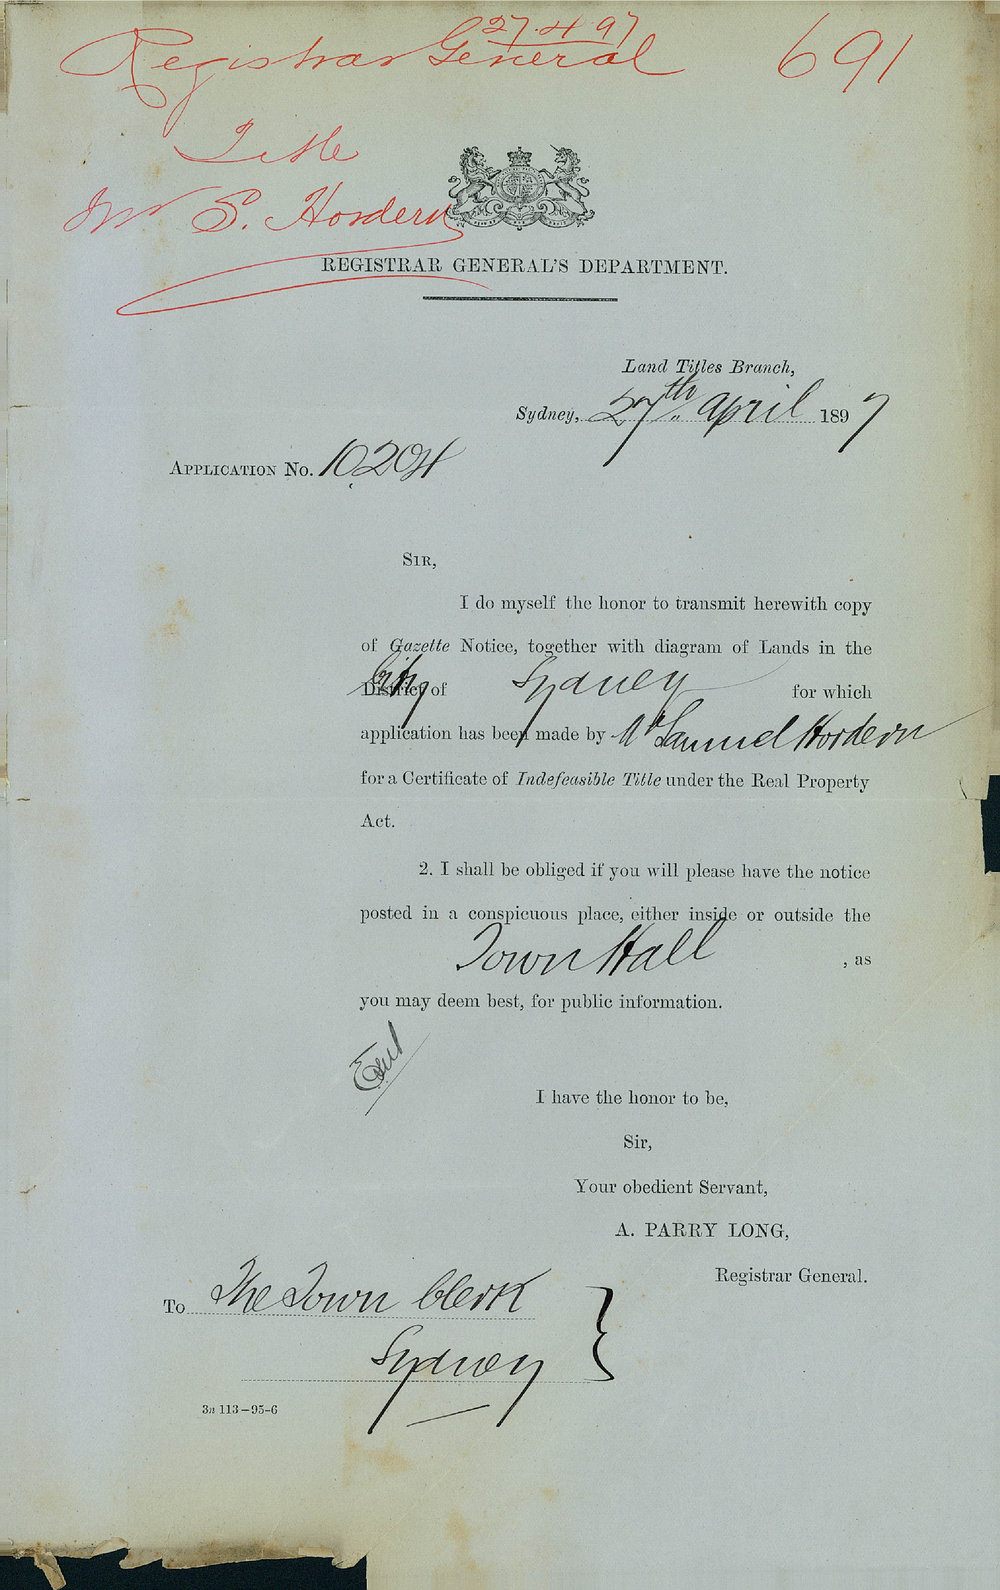 27.4.97
Registrar General 691
Title
Mr S. Hordern
REGISTRAR GENERAL'S DEPARTMENT.
Land Titles Branch,
Sydney, 27th April 1897
APPLICATION No. 10204
SIR,
I do myself the honor to transmit herewith copy
of Gazette Notice, together with diagram of Lands in the
District City of Sydney for which
application has been made by Mr Samuel Hordern
for a Certificate of Indefeasible Title under the Real Property
Act.
2. I shall be obliged if you will please have the notice
posted in a conspicuous place, either inside or outside the
Town Hall, as
you may deem best, for public information.
I have the honor to be,
Sir,
Your obedient Servant,
A. PARRY LONG,
Registrar General.
To The Town Clerk
Sydney
3a 113—95-6